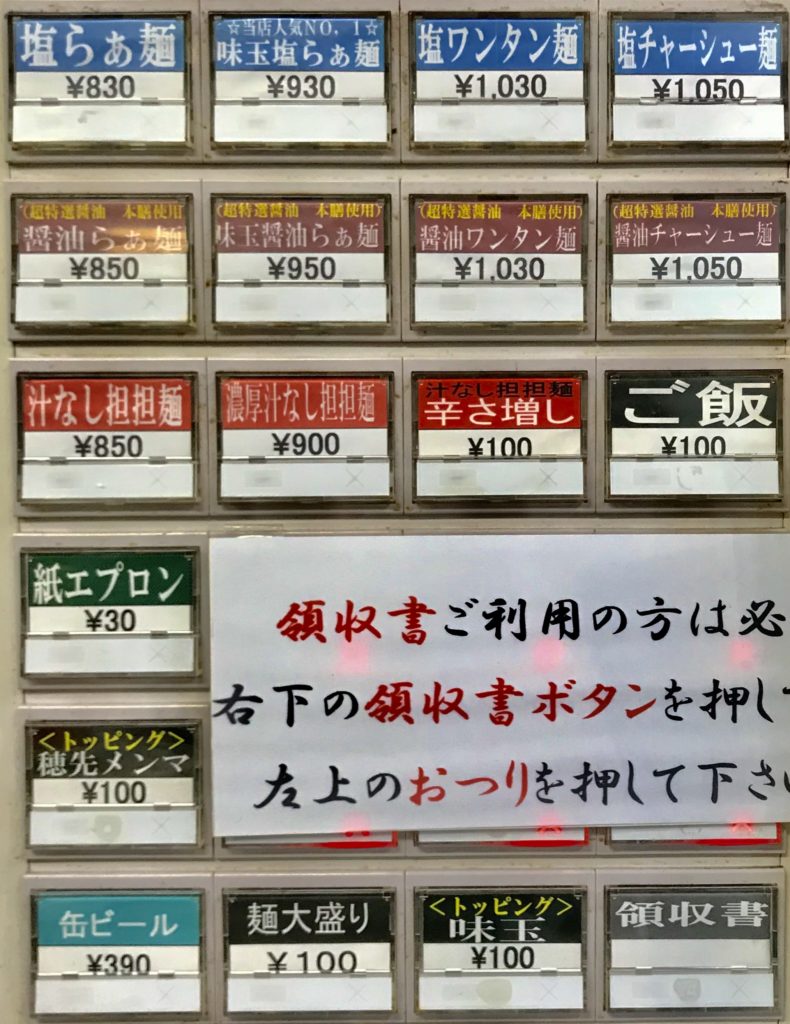 塩らぁ麺
¥830
☆当店人気NO，1☆
味玉塩らぁ麺
¥930
塩ワンタン麺
¥1,030
塩チャーシュー麺
¥1,050
(超特選醤油 本膳使用)
醤油らぁ麺
¥850
(超特選醤油 本膳使用)
味玉醤油らぁ麺
¥950
(超特選醤油 本膳使用)
醤油ワンタン麺
¥1,030
(超特選醤油 本膳使用)
醤油チャーシュー麺
¥1,050
汁なし担担麺
¥850
濃厚汁なし担担麺
¥900
汁なし担担麺
辛さ増し
¥100
ご飯
¥100
紙エプロン
¥30
領収書ご利用の方は必
右下の領収書ボタンを押して
左上のおつりを押して下さい
<トッピング>
穂先メンマ
¥100
缶ビール
¥390
麺大盛り
¥100
<トッピング>
味玉
¥100
領収書